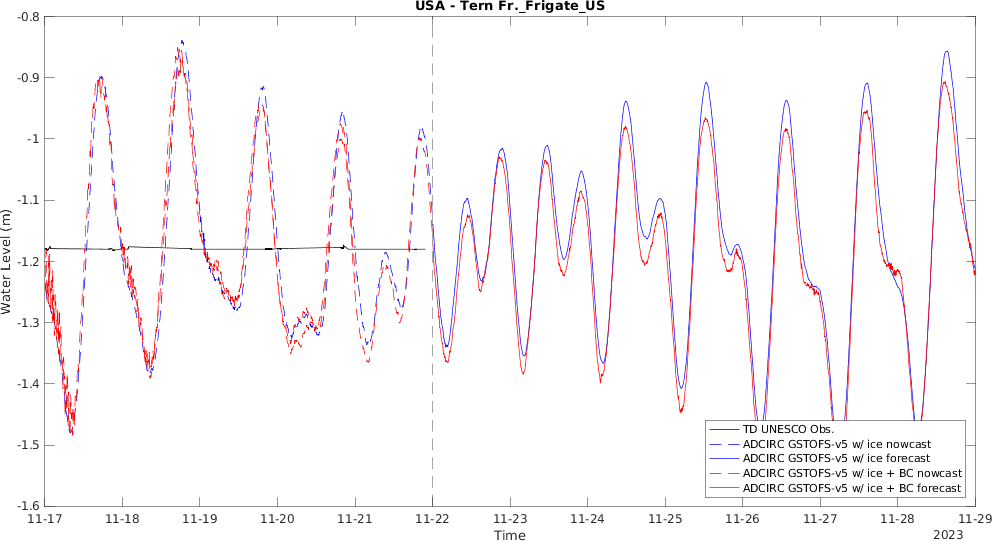 USA - Tern Fr._Frigate_US
Water Level (m)
-0.8
-0.9
-1
-1.1
-1.2
-1.3
-1.4
-1.5
-1.6
TD UNESCO Obs.
ADCIRC GSTOFS-v5 w/ ice nowcast
ADCIRC GSTOFS-v5 w/ ice forecast
ADCIRC GSTOFS-v5 w/ ice + BC nowcast
ADCIRC GSTOFS-v5 w/ ice + BC forecast
11-17 11-18 11-19 11-20 11-21 11-22 11-23 11-24 11-25 11-26 11-27 11-28 11-29
Time
2023